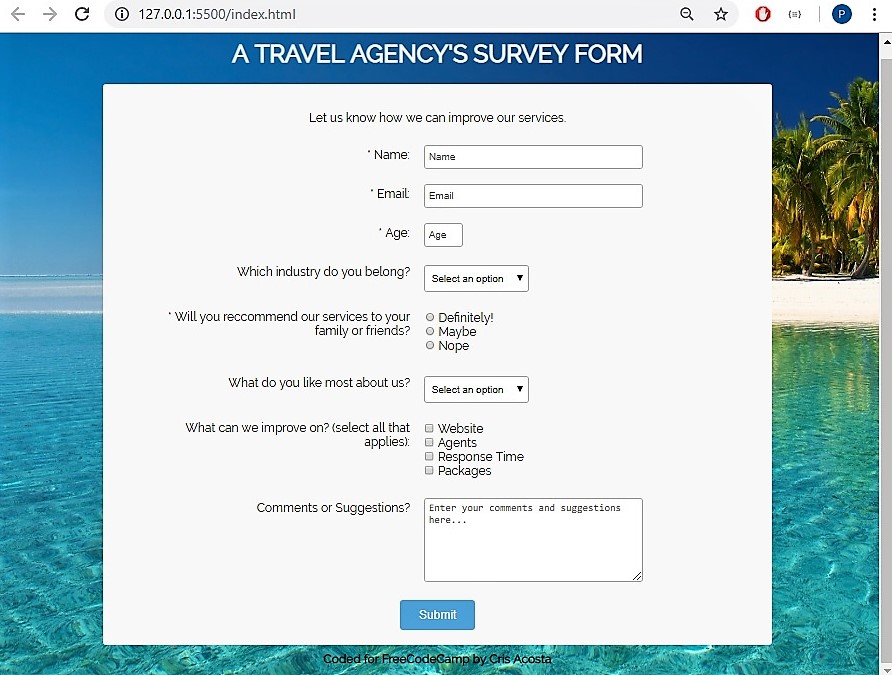 127.0.0.1:5500/index.html
P
A TRAVEL AGENCY'S SURVEY FORM
Let us know how we can improve our services.
* Name:
Name
* Email:
Email
* Age:
Age
Which industry do you belong?
Select an option
* Will you reccommend our services to your
family or friends?
Definitely!
Maybe
Nope
What do you like most about us?
Select an option
What can we improve on? (select all that
applies):
Website
Agents
Response Time
Packages
Comments or Suggestions?
Enter your comments and suggestions
here...
Submit
Coded for FreeCodeCamp by Cris Acosta